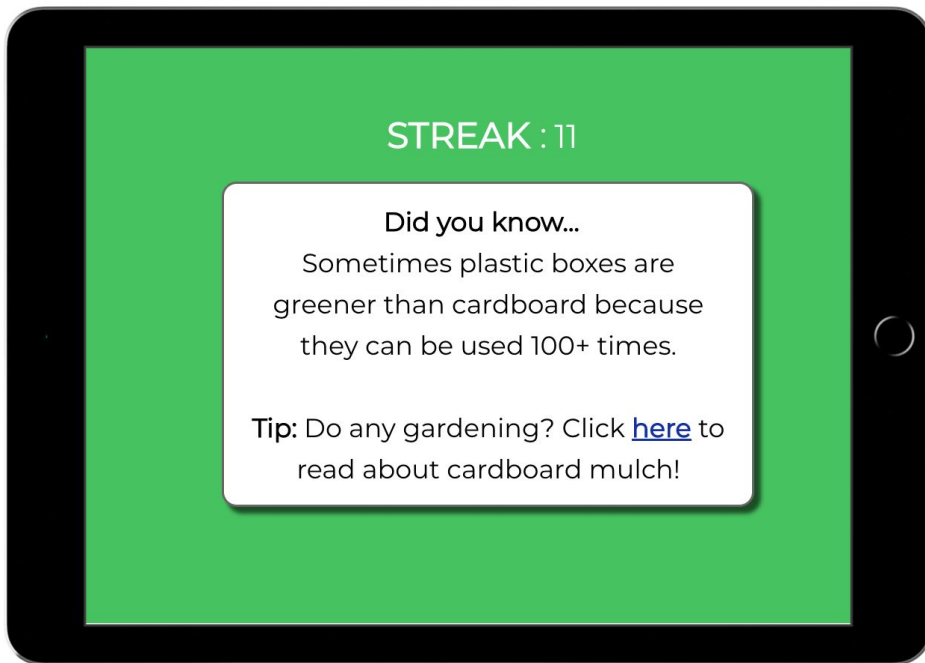 STREAK : 11
Did you know...
Sometimes plastic boxes are
greener than cardboard because
they can be used 100+ times.
Tip: Do any gardening? Click here to
read about cardboard mulch!